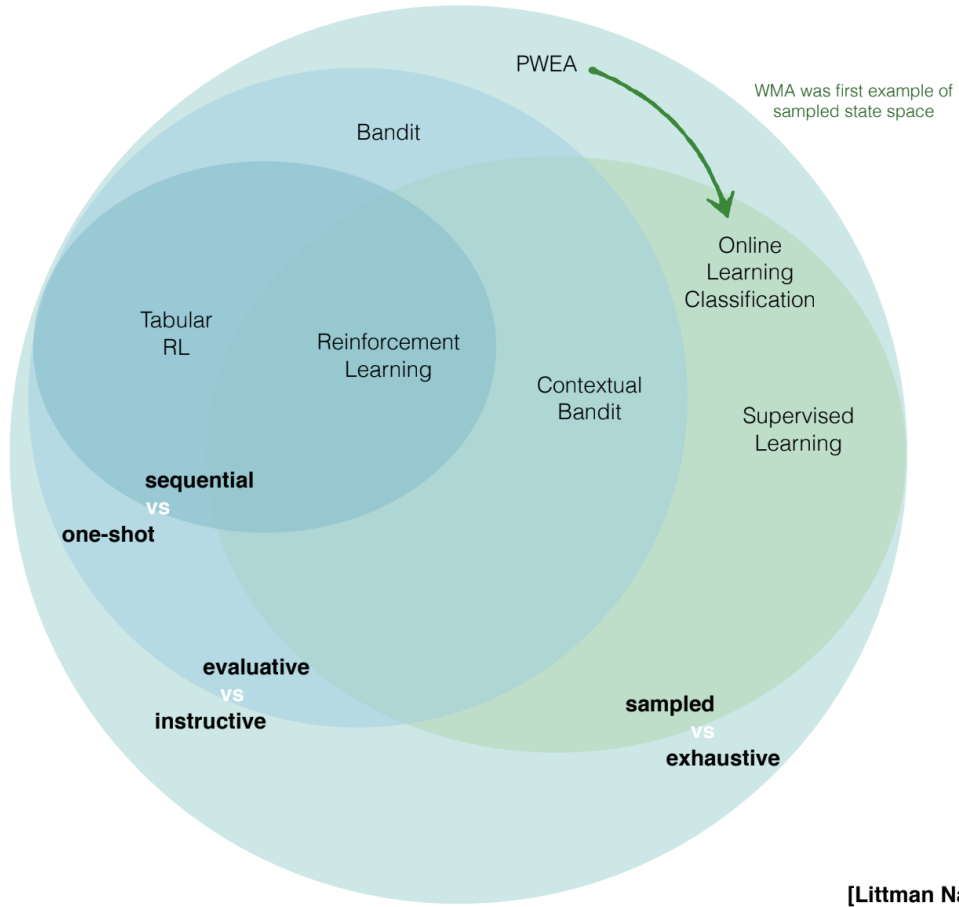 PWEA
WMA was first example of
sampled state space
Bandit
Online
Learning
Classification
Tabular
RL
Reinforcement
Learning
Contextual
Bandit
Supervised
Learning
sequential
vs
one-shot
evaluative
vs
instructive
sampled
vs
exhaustive
[Littman